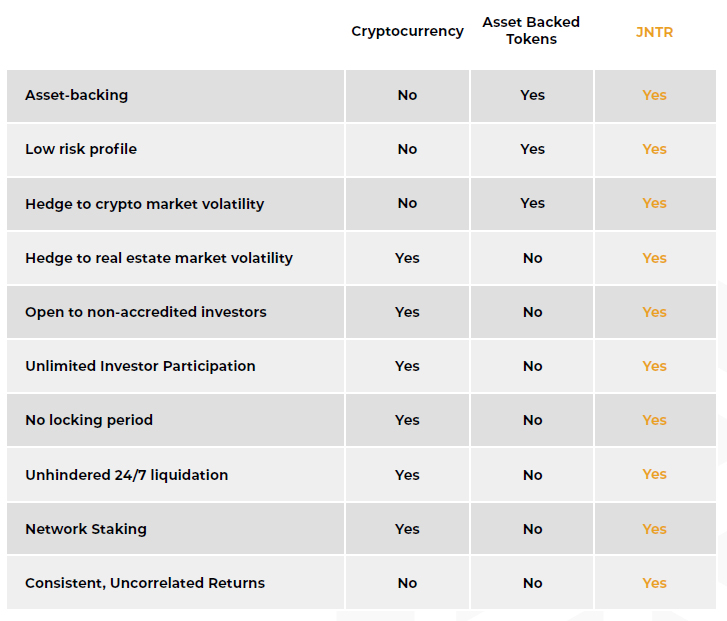 Cryptocurrency Asset Backed Tokens JNTR
Asset-backing No Yes Yes
Low risk profile No Yes Yes
Hedge to crypto market volatility No Yes Yes
Hedge to real estate market volatility Yes No Yes
Open to non-accredited investors Yes No Yes
Unlimited Investor Participation Yes No Yes
No locking period Yes No Yes
Unhindered 24/7 liquidation Yes No Yes
Network Staking Yes No Yes
Consistent, Uncorrelated Returns No No Yes